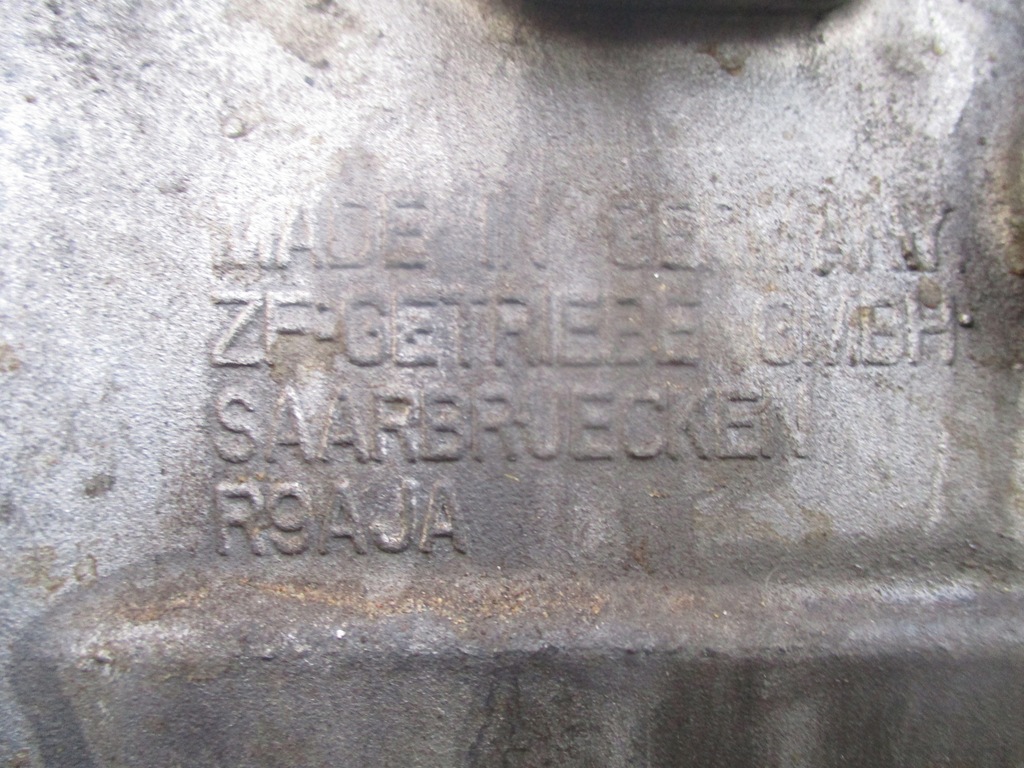 MADE IN GERMANY
ZF-GETRIEBE GMBH
SAARBRUECKEN
R9AJA